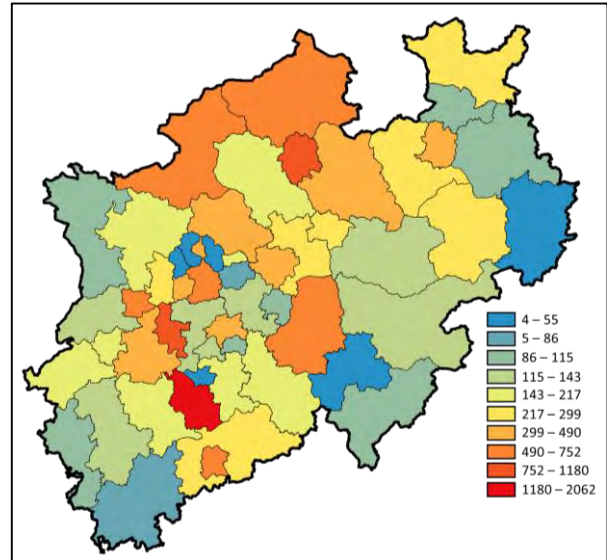 4 – 55
5 – 86
86 – 115
115 – 143
143 – 217
217 – 299
299 – 490
490 – 752
752 – 1180
1180 – 2062